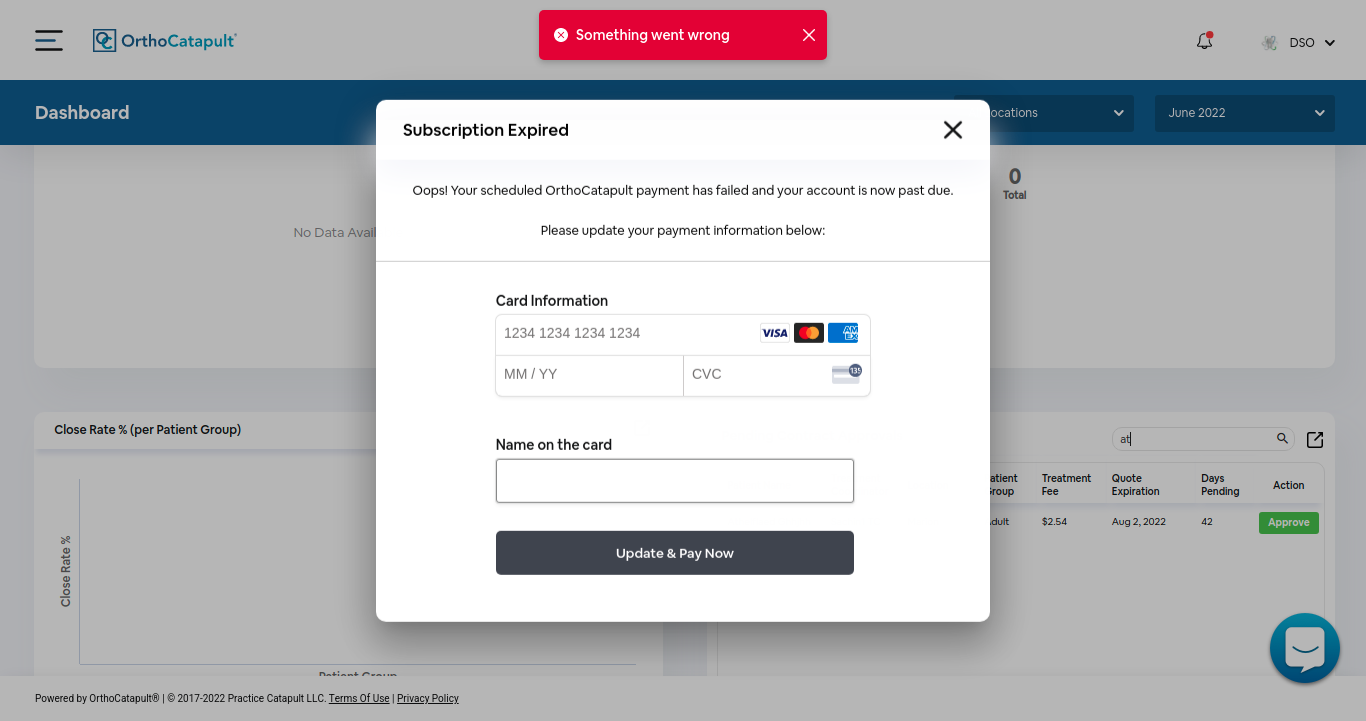 Something went wrong
OrthoCatapult®
DSO
Dashboard
ocations
June 2022
Subscription Expired
Oops! Your scheduled OrthoCatapult payment has failed and your account is now past due.
Please update your payment information below:
0
Total
No Data Avail
Card Information
1234 1234 1234 1234
VISA
AM
EX
MM / YY
CVC
135
Close Rate % (per Patient Group)
Name on the card
at
Treatment
Fee
Quote
Expiration
Days
Pending
Action
$2.54
Aug 2, 2022
42
Approve
Close Rate %
Update & Pay Now
Patient Group
Powered by OrthoCatapult® | © 2017-2022 Practice Catapult LLC. Terms Of Use | Privacy Policy